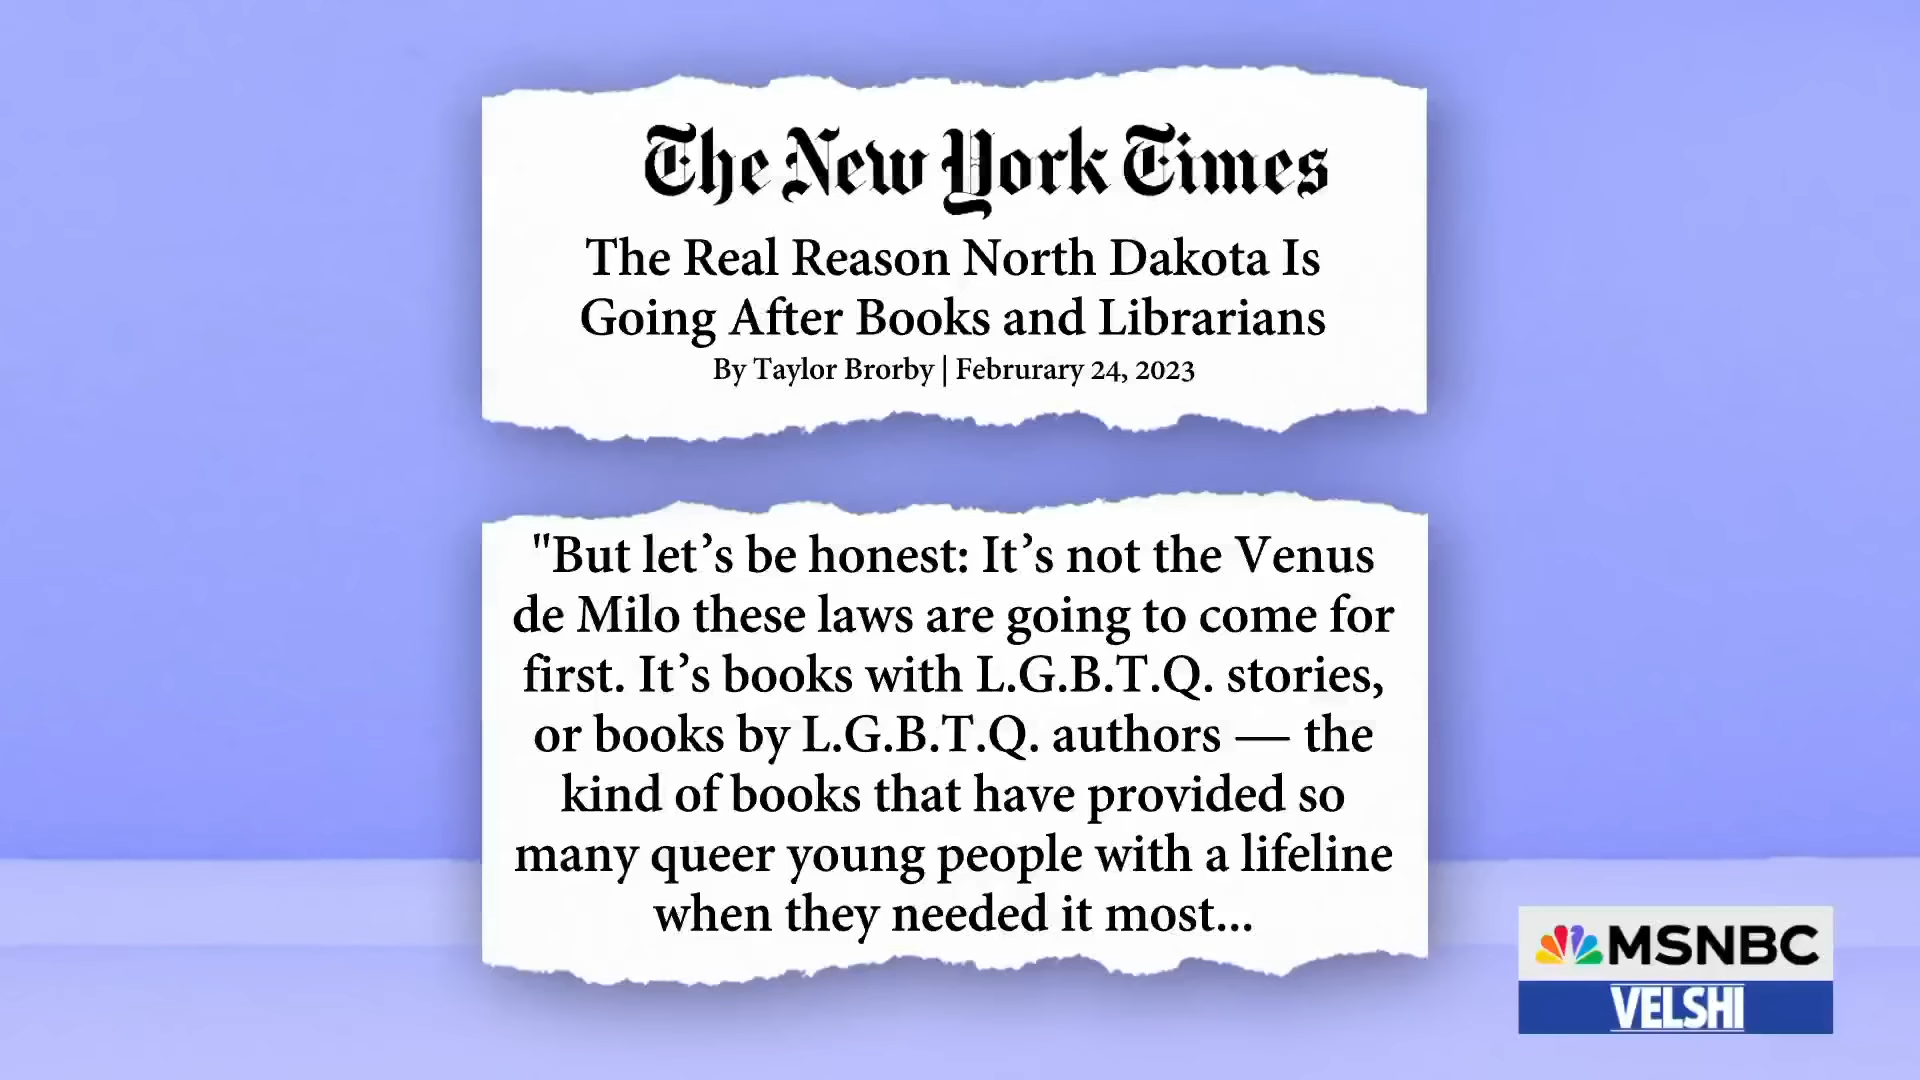 The New York Times
The Real Reason North Dakota Is
Going After Books and Librarians
By Taylor Brorby | Februrary 24, 2023
"But let’s be honest: It’s not the Venus
de Milo these laws are going to come for
first. It’s books with L.G.B.T.Q. stories,
or books by L.G.B.T.Q. authors — the
kind of books that have provided so
many queer young people with a lifeline
when they needed it most...
MSNBC
VELSHI